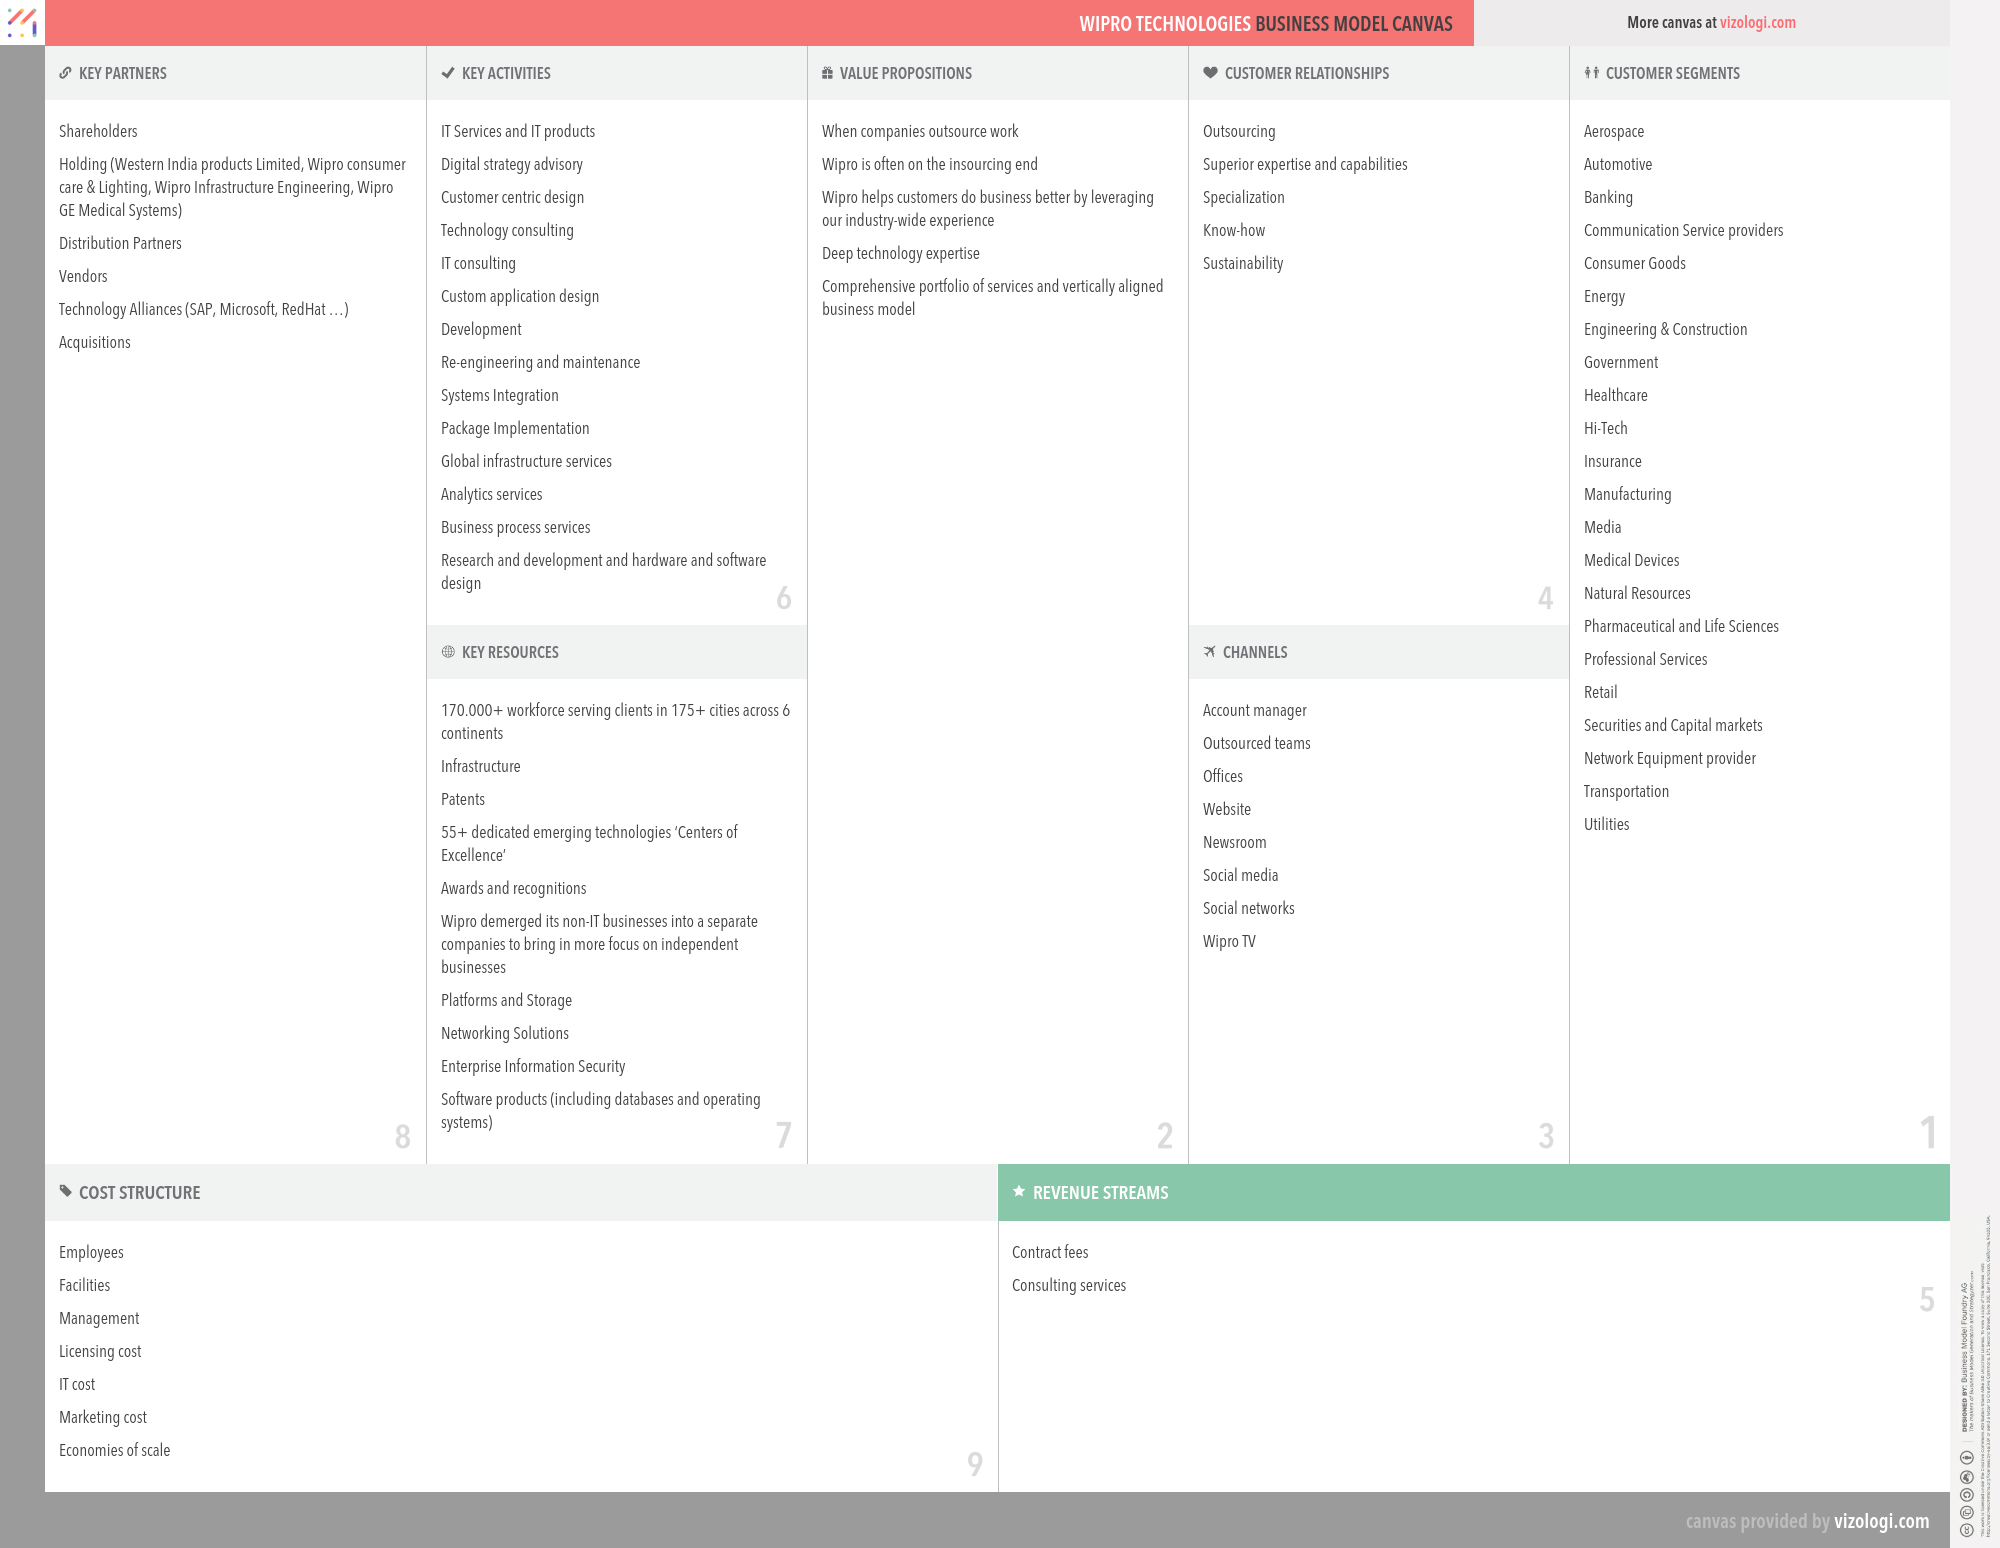 WIPRO TECHNOLOGIES BUSINESS MODEL CANVAS
More canvas at vizologi.com
KEY PARTNERS
Shareholders
Holding (Western India products Limited, Wipro consumer
care & Lighting, Wipro Infrastructure Engineering, Wipro
GE Medical Systems)
Distribution Partners
Vendors
Technology Alliances (SAP, Microsoft, RedHat …)
Acquisitions
8
KEY ACTIVITIES
IT Services and IT products
Digital strategy advisory
Customer centric design
Technology consulting
IT consulting
Custom application design
Development
Re-engineering and maintenance
Systems Integration
Package Implementation
Global infrastructure services
Analytics services
Business process services
Research and development and hardware and software
design
6
KEY RESOURCES
170.000+ workforce serving clients in 175+ cities across 6
continents
Infrastructure
Patents
55+ dedicated emerging technologies ‘Centers of
Excellence’
Awards and recognitions
Wipro demerged its non-IT businesses into a separate
companies to bring in more focus on independent
businesses
Platforms and Storage
Networking Solutions
Enterprise Information Security
Software products (including databases and operating
systems)
7
VALUE PROPOSITIONS
When companies outsource work
Wipro is often on the insourcing end
Wipro helps customers do business better by leveraging
our industry-wide experience
Deep technology expertise
Comprehensive portfolio of services and vertically aligned
business model
2
CUSTOMER RELATIONSHIPS
Outsourcing
Superior expertise and capabilities
Specialization
Know-how
Sustainability
4
CHANNELS
Account manager
Outsourced teams
Offices
Website
Newsroom
Social media
Social networks
Wipro TV
3
CUSTOMER SEGMENTS
Aerospace
Automotive
Banking
Communication Service providers
Consumer Goods
Energy
Engineering & Construction
Government
Healthcare
Hi-Tech
Insurance
Manufacturing
Media
Medical Devices
Natural Resources
Pharmaceutical and Life Sciences
Professional Services
Retail
Securities and Capital markets
Network Equipment provider
Transportation
Utilities
1
COST STRUCTURE
Employees
Facilities
Management
Licensing cost
IT cost
Marketing cost
Economies of scale
9
REVENUE STREAMS
Contract fees
Consulting services
5
DESIGNED BY: Business Model Foundry AG
The makers of Business Model Generation and Strategyzer.com
canvas provided by vizologi.com